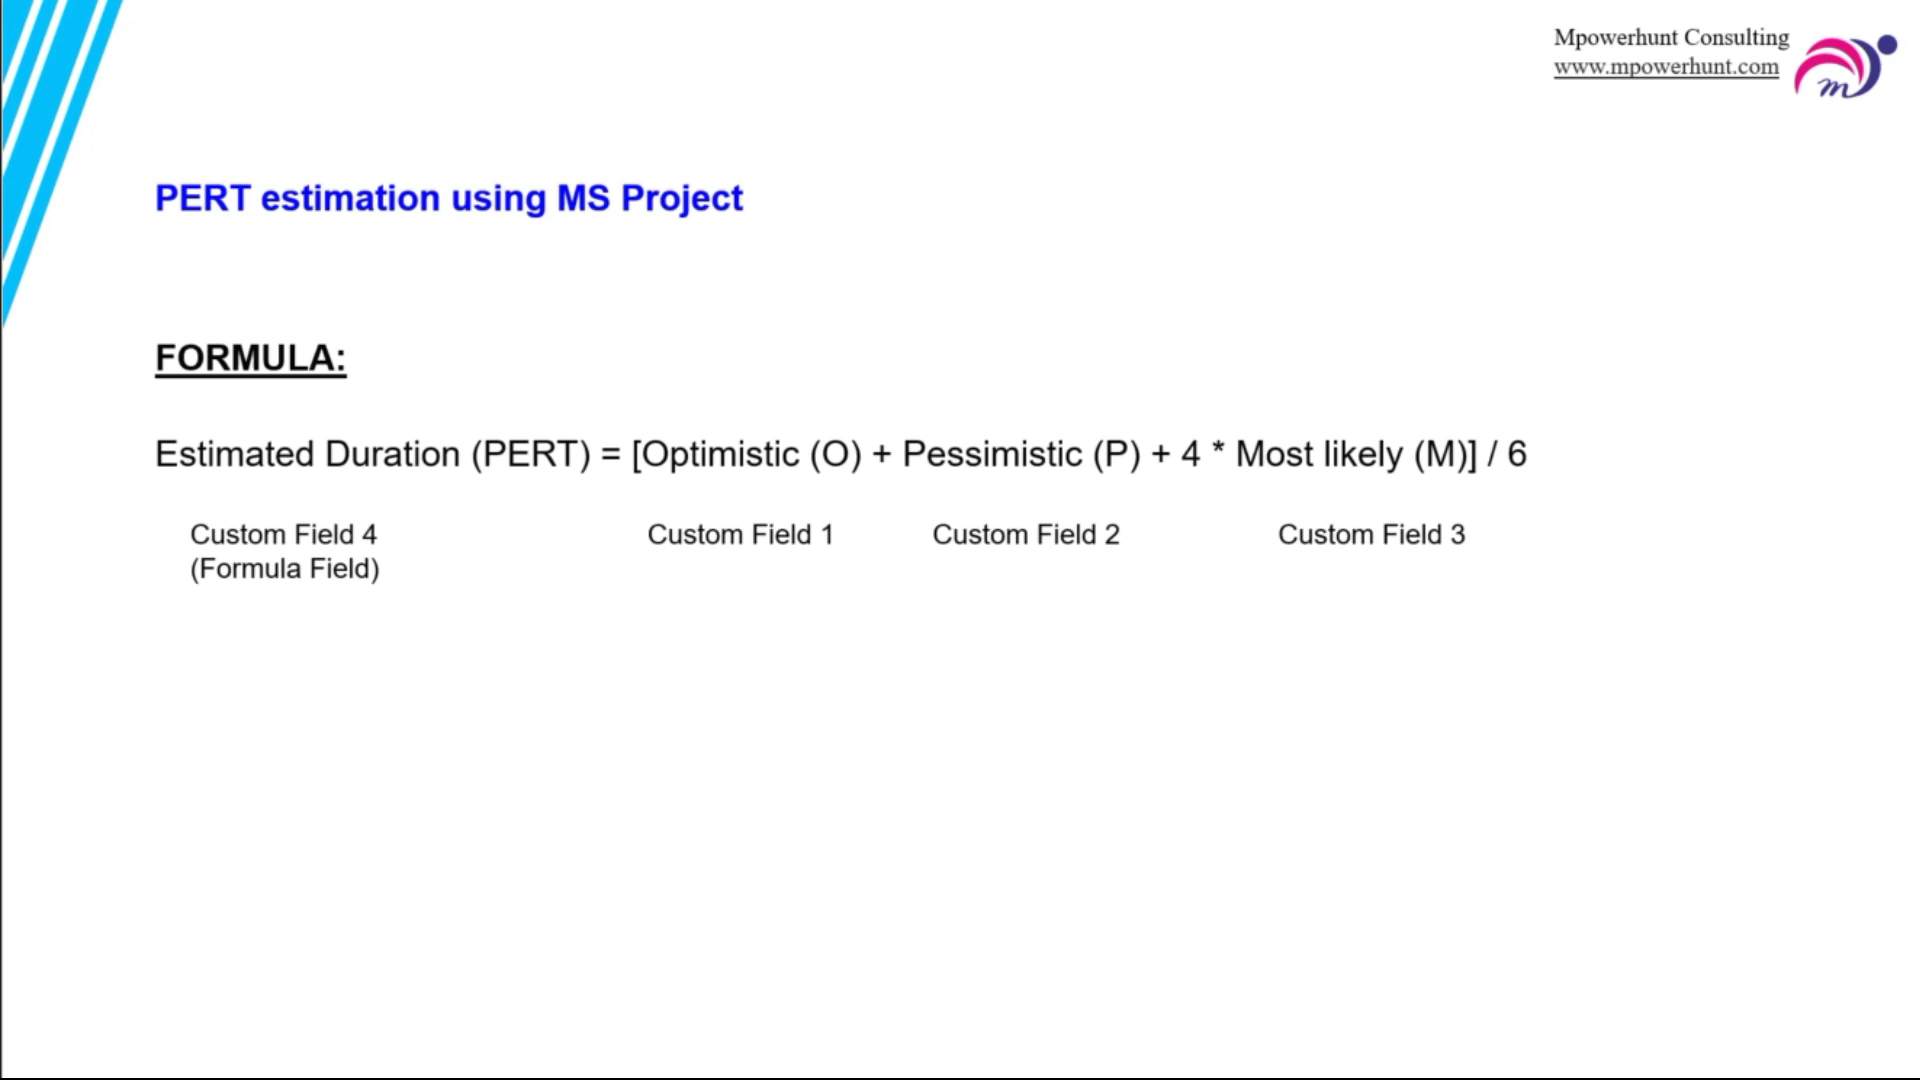 Mpowerhunt Consulting
www.mpowerhunt.com
m
PERT estimation using MS Project
FORMULA:
Estimated Duration (PERT) = [Optimistic (O) + Pessimistic (P) + 4 * Most likely (M)] / 6
Custom Field 4 Custom Field 1 Custom Field 2 Custom Field 3
(Formula Field)